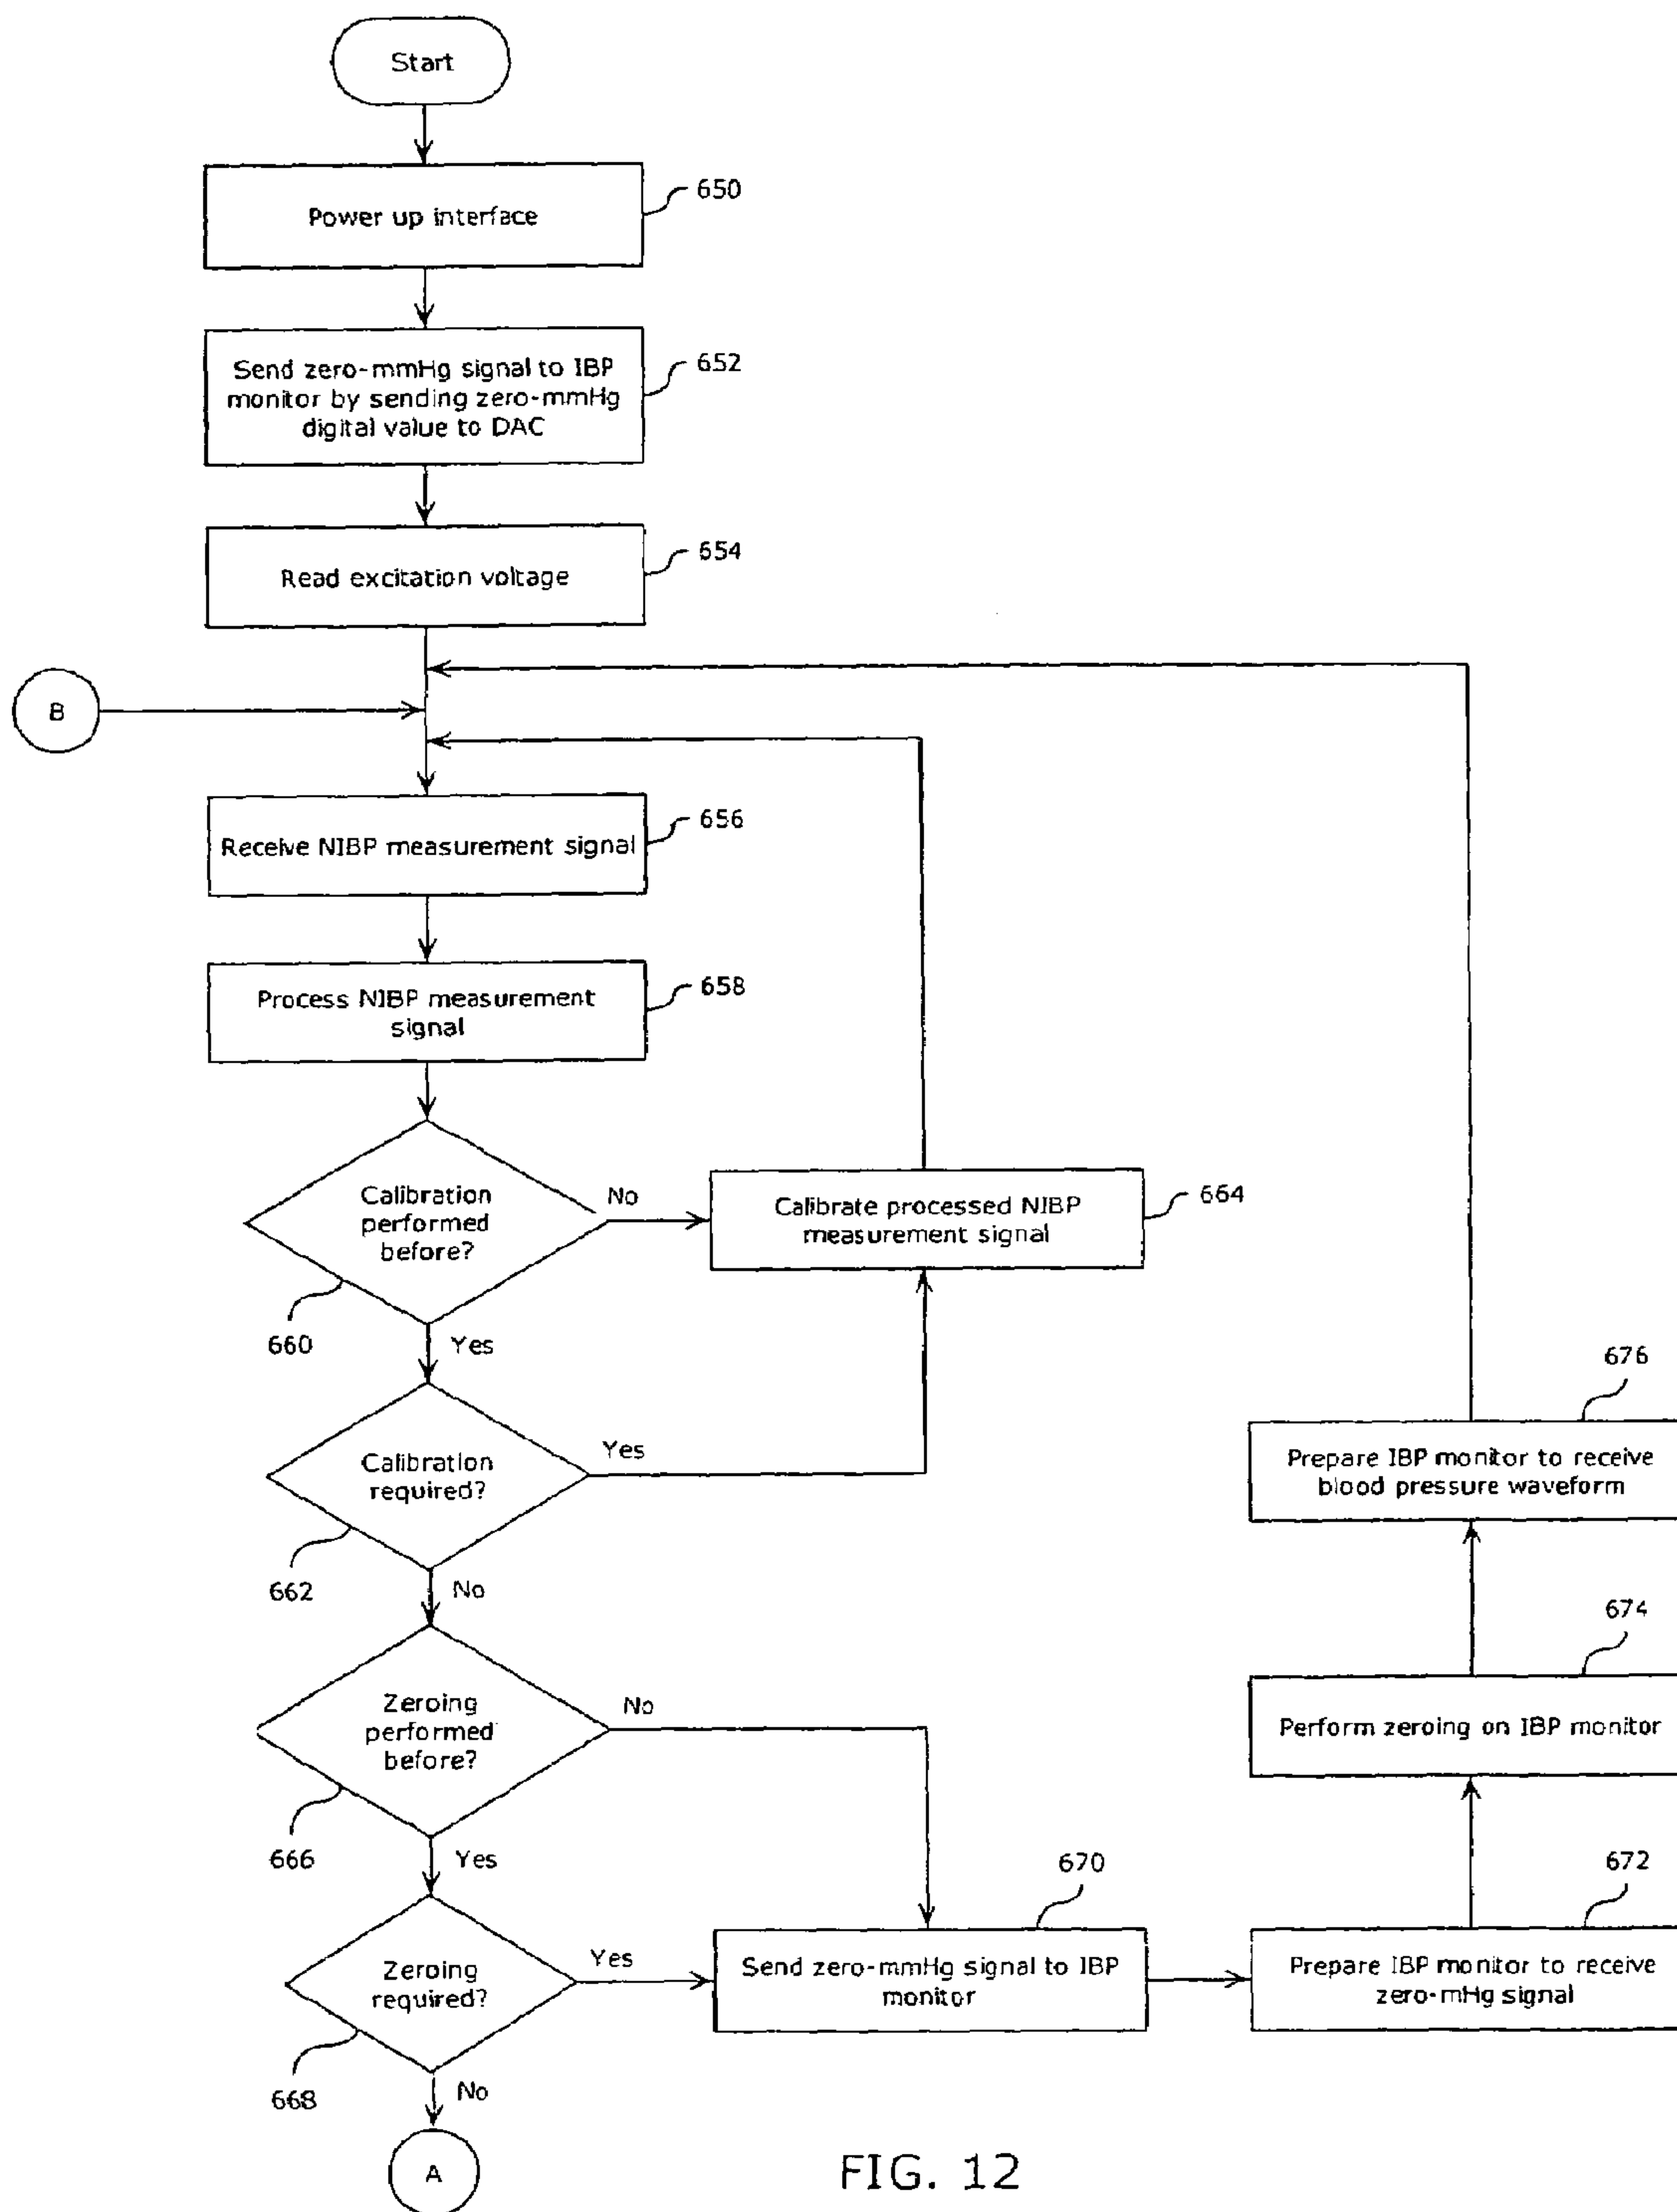 Start
Power up interface
650
Send zero-mmHg signal to IBP
monitor by sending zero-mmHg
digital value to DAC
652
Read excitation voltage
654
B
Receive NIBP measurement signal
656
Process NIBP measurement
signal
658
Calibration
performed
before?
No
660
Yes
Calibrate processed NIBP
measurement signal
664
Calibration
required?
Yes
662
No
Zeroing
performed
before?
No
666
Yes
Zeroing
required?
Yes
668
No
A
670
Send zero-mmHg signal to IBP
monitor
672
Prepare IBP monitor to receive
zero-mHg signal
674
Perform zeroing on IBP monitor
676
Prepare IBP monitor to receive
blood pressure waveform
FIG. 12